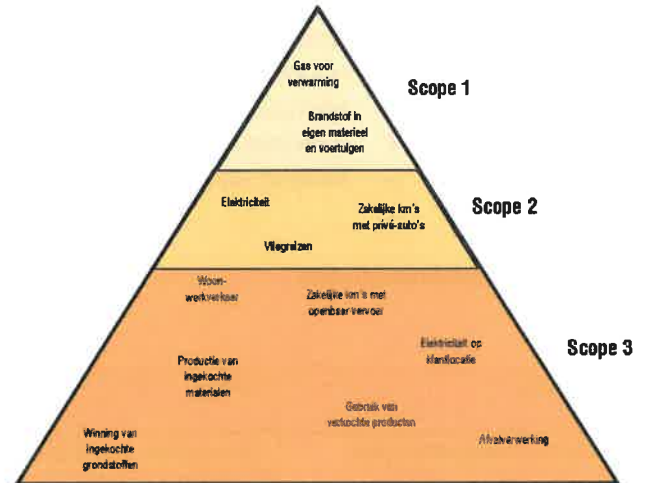 Gas voor
verwarming
Scope 1
Brandstof in
eigen materieel
en voertuigen
Elektriciteit
Zakelijke km's
met privé-auto's
Scope 2
Vliegreizen
Woon-
werkverkeer
Zakelijke km's met
openbaar vervoer
Elektriciteit op
klantlocatie
Scope 3
Productie van
ingekochte
materialen
Gebruik van
verkochte producten
Winning van
ingekochte
grondstoffen
Afvalverwerking